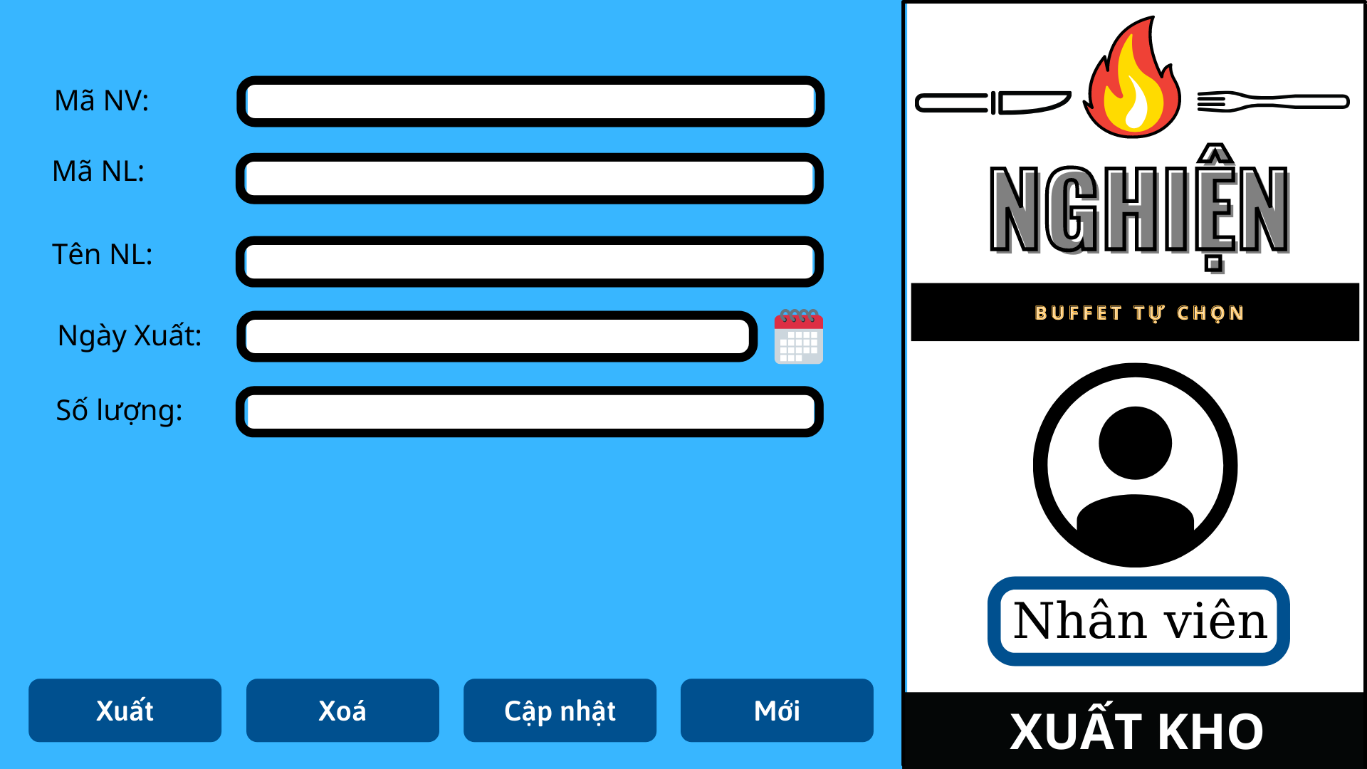 Mã NV:
Mã NL:
Tên NL:
Ngày Xuất:
Số lượng:
Xuất
Xoá
Cập nhật
Mới
NGHIỆN
BUFFET TỰ CHỌN
Nhân viên
XUẤT KHO